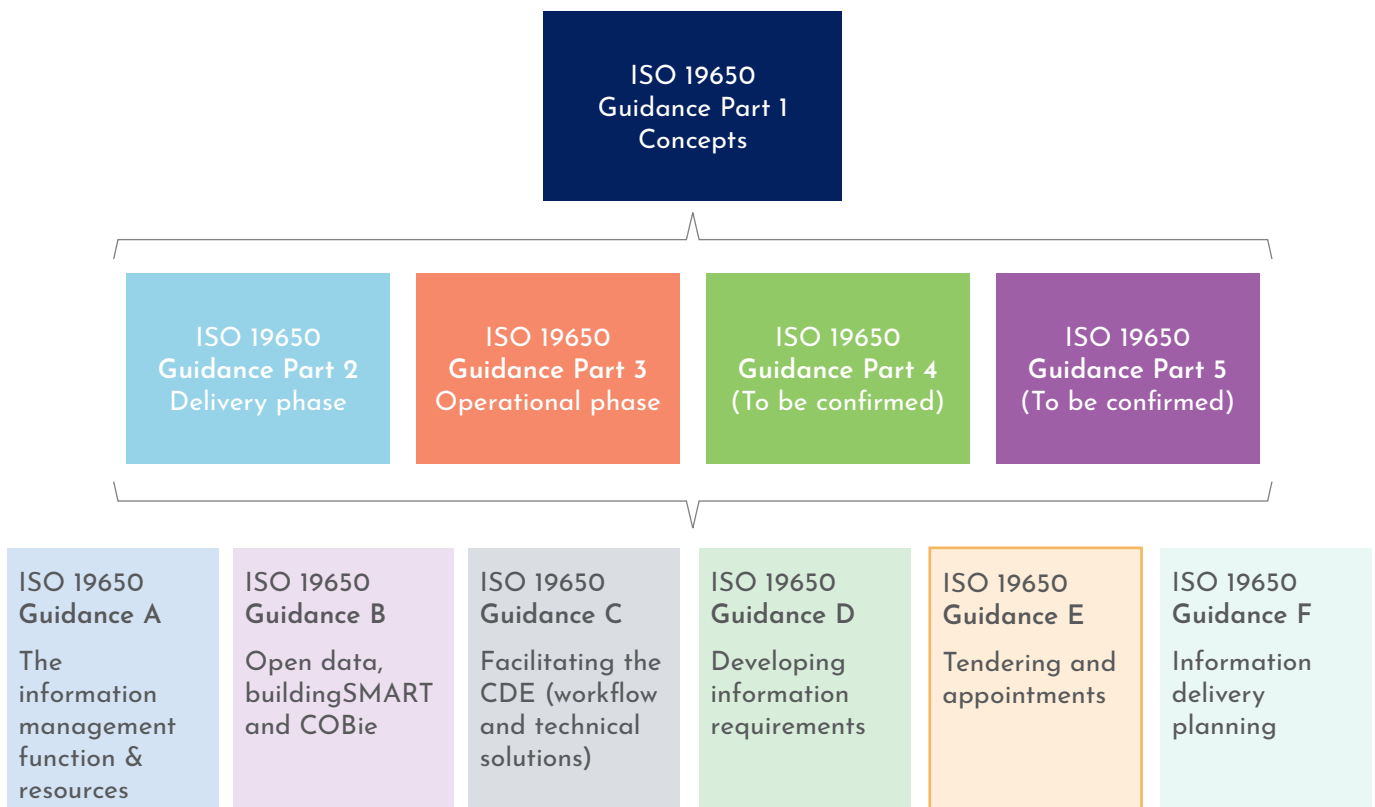 ISO 19650
Guidance Part 1
Concepts
ISO 19650
Guidance Part 2
Delivery phase
ISO 19650
Guidance Part 3
Operational phase
ISO 19650
Guidance Part 4
(To be confirmed)
ISO 19650
Guidance Part 5
(To be confirmed)
ISO 19650
Guidance A
The
information
management
function &
resources
ISO 19650
Guidance B
Open data,
buildingSMART
and COBie
ISO 19650
Guidance C
Facilitating the
CDE (workflow
and technical
solutions)
ISO 19650
Guidance D
Developing
information
requirements
ISO 19650
Guidance E
Tendering and
appointments
ISO 19650
Guidance F
Information
delivery
planning